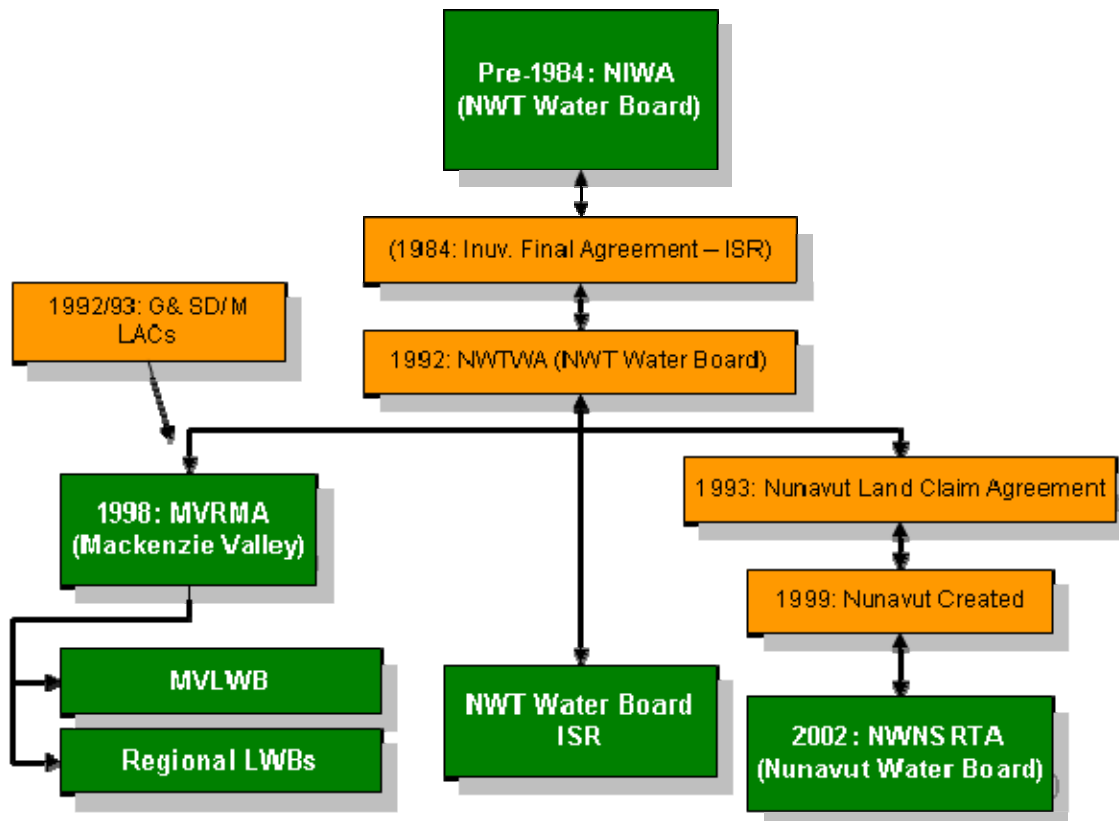 Pre-1984: NIWA
(NWT Water Board)
(1984: Inuv. Final Agreement – ISR)
1992/93: G& SD/M
LACs
1992: NWTWA (NWT Water Board)
1998: MVRMA
(Mackenzie Valley)
1993: Nunavut Land Claim Agreement
1999: Nunavut Created
MVLWB
Regional LWBs
NWT Water Board
ISR
2002: NWNSRTA
(Nunavut Water Board)